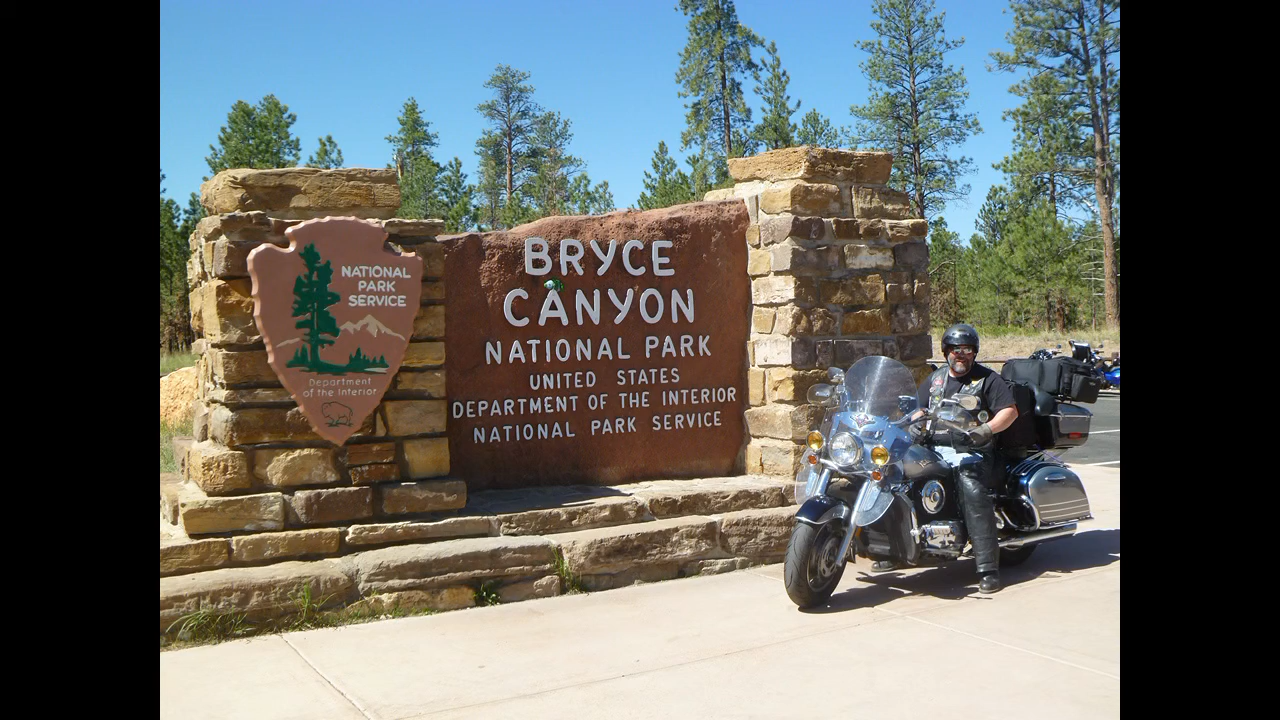 NATIONAL
PARK
SERVICE
Department
of the Interior
BRYCE
CANYON
NATIONAL PARK
UNITED STATES
DEPARTMENT OF THE INTERIOR
NATIONAL PARK SERVICE